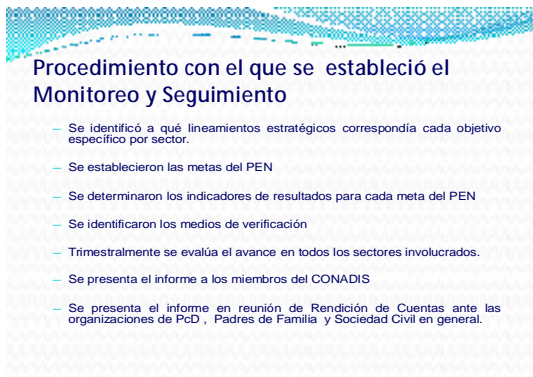 Procedimiento con el que se estableció el
Monitoreo y Seguimiento
– Se identificó a qué lineamientos estratégicos correspondía cada objetivo
específico por sector.
– Se establecieron las metas del PEN
– Se determinaron los indicadores de resultados para cada meta del PEN
– Se identificaron los medios de verificación
– Trimestralmente se evalúa el avance en todos los sectores involucrados.
– Se presenta el informe a los miembros del CONADIS
– Se presenta el informe en reunión de Rendición de Cuentas ante las
organizaciones de PcD , Padres de Familia y Sociedad Civil en general.